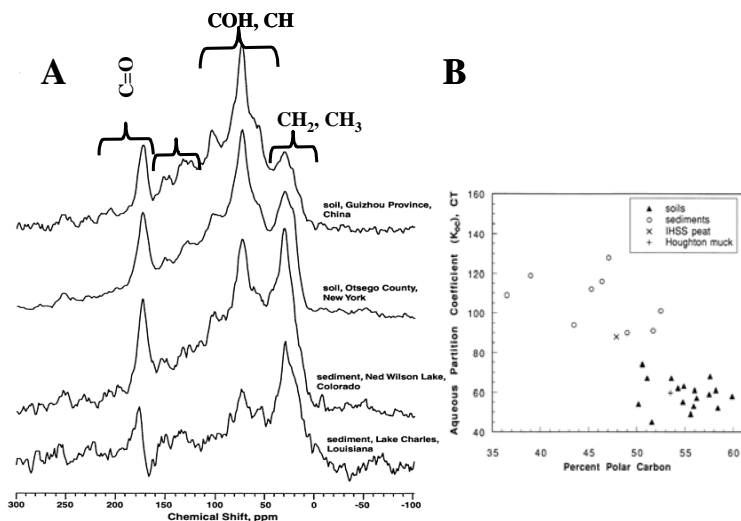 COH, CH
A
B
C=O
CH2, CH3
soil, Guizhou Province,
China
soil, Otsego County,
New York
sediment, Ned Wilson Lake,
Colorado
sediment, Lake Charles,
Louisiana
300 250 200 150 100 50 0 -50 -100
Chemical Shift, ppm
Aqueous Partition Coefficient (Koc), CT
160
140
120
100
80
60
40
soils
sediments
IHSS peat
Houghton muck
35 40 45 50 55 60
Percent Polar Carbon